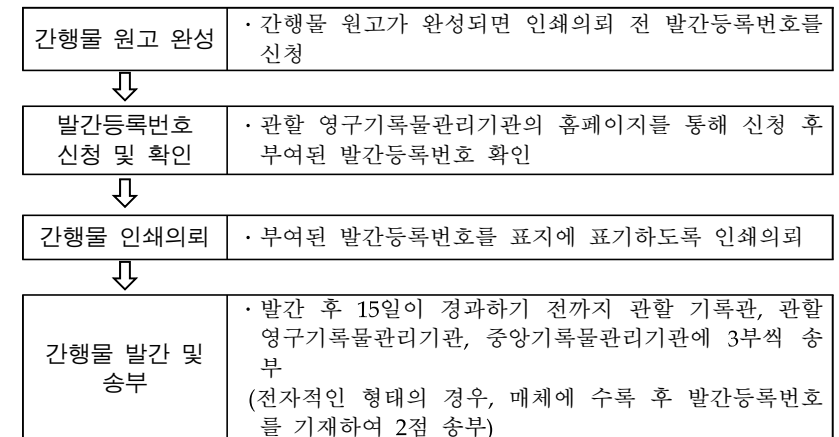 간행물 원고 완성
· 간행물 원고가 완성되면 인쇄의뢰 전 발간등록번호를
신청
발간등록번호
신청 및 확인
· 관할 영구기록물관리기관의 홈페이지를 통해 신청 후
부여된 발간등록번호 확인
간행물 인쇄의뢰
· 부여된 발간등록번호를 표지에 표기하도록 인쇄의뢰
간행물 발간 및
송부
· 발간 후 15일이 경과하기 전까지 관할 기록관, 관할
영구기록물관리기관, 중앙기록물관리기관에 3부씩 송
부
(전자적인 형태의 경우, 매체에 수록 후 발간등록번호
를 기재하여 2점 송부)